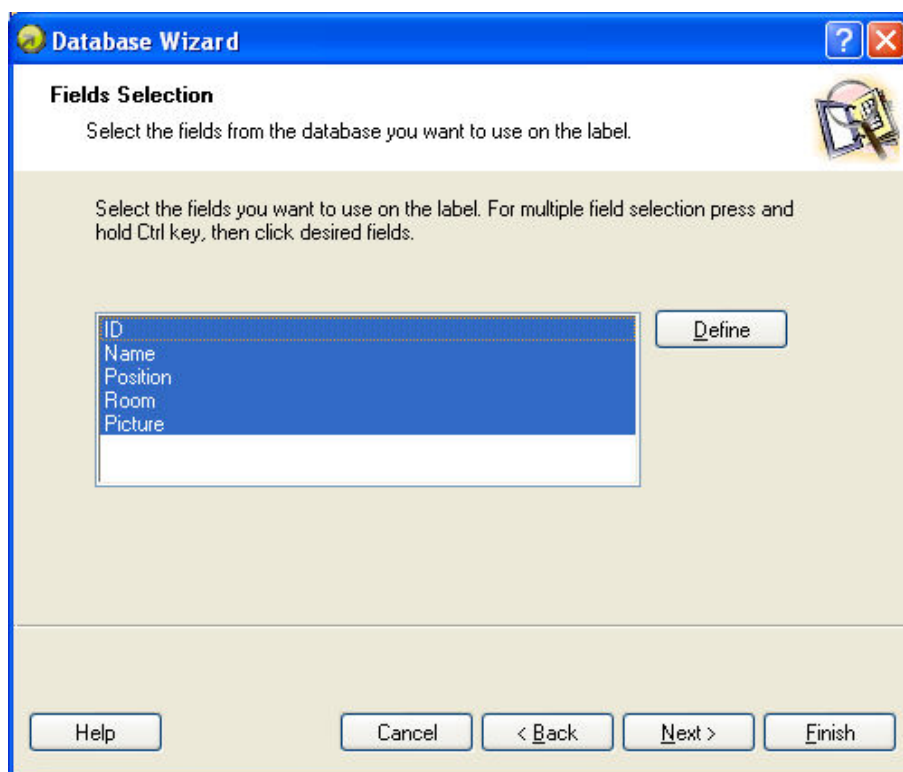 Database Wizard
?
Fields Selection
Select the fields from the database you want to use on the label.
Select the fields you want to use on the label. For multiple field selection press and
hold Ctrl key, then click desired fields.
ID
Name
Position
Room
Picture
Define
Help
Cancel
< Back
Next >
Finish